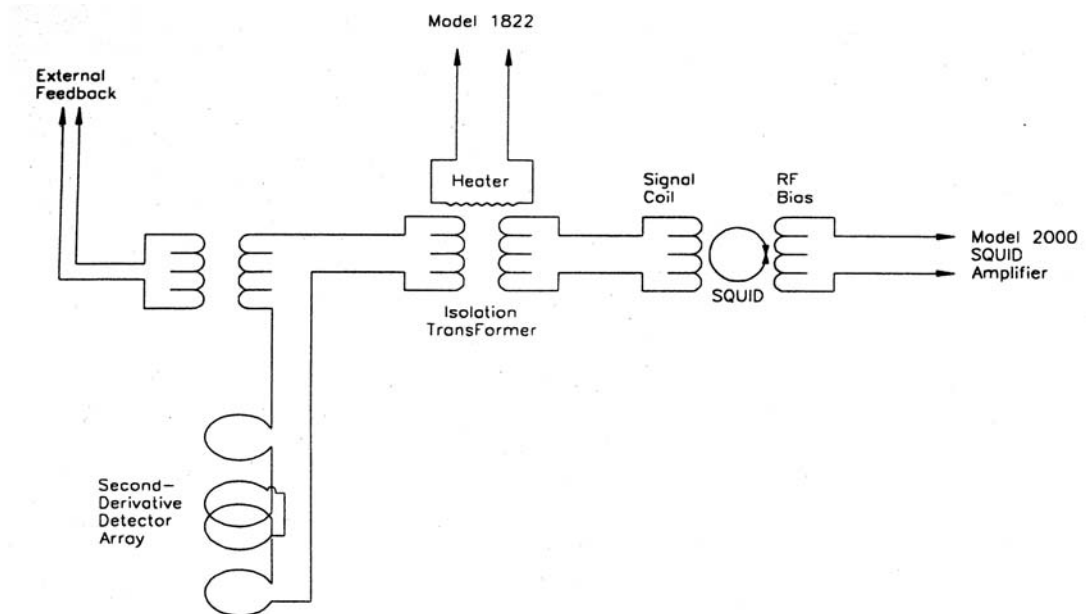 Model 1822
External
Feedback
Heater
Signal
Coil
RF
Bias
Model 2000
SQUID
Amplifier
SQUID
Isolation
TransFormer
Second-
Derivative
Detector
Array